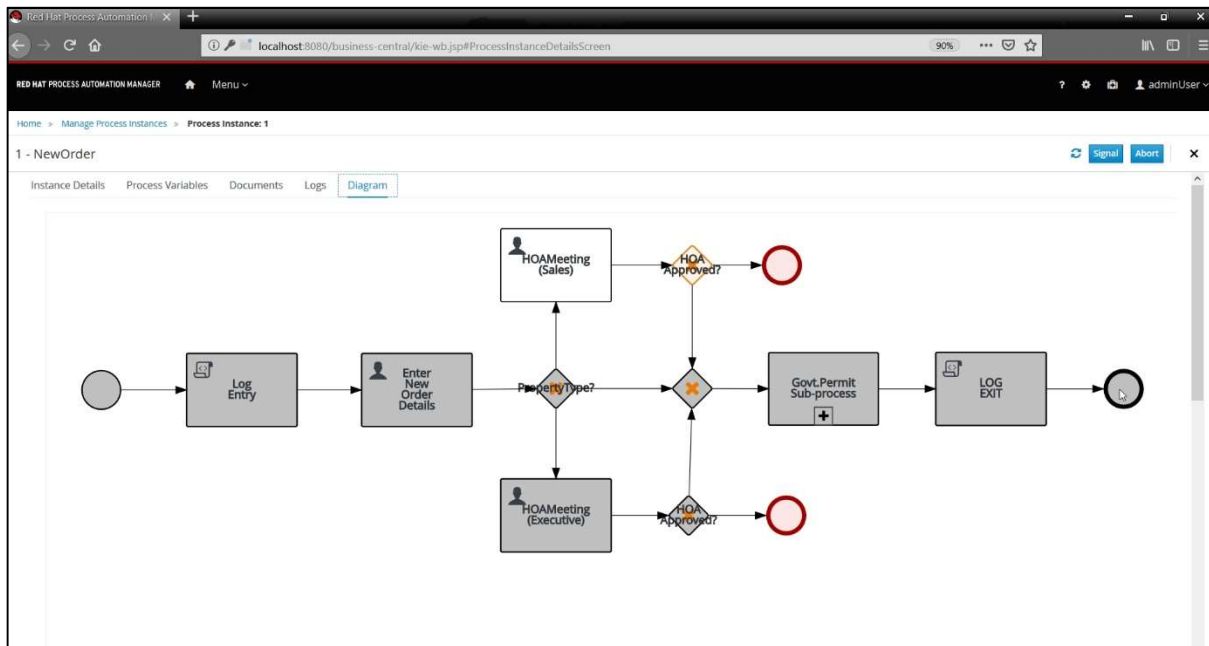 Red Hat Process Automation M
localhost:8080/business-central/kie-wb.jsp#ProcessInstanceDetailsScreen
90%
RED HAT PROCESS AUTOMATION MANAGER
Menu
?
adminUser
Home » Manage Process Instances » Process Instance: 1
1 - NewOrder
Signal
Abort
Instance Details
Process Variables
Documents
Logs
Diagram
HOAMeeting
(Sales)
HOA
Approved?
Log
Entry
Enter
New
Order
Details
PropertyType?
Govt.Permit
Sub-process
LOG
EXIT
HOAMeeting
(Executive)
HOA
Approved?